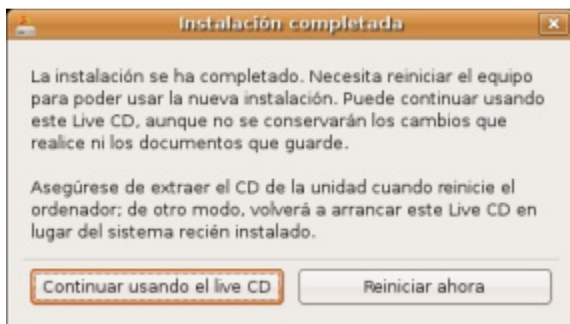 Instalación completada
La instalación se ha completado. Necesita reiniciar el equipo
para poder usar la nueva instalación. Puede continuar usando
este Live CD, aunque no se conservarán los cambios que
realice ni los documentos que guarde.
Asegúrese de extraer el CD de la unidad cuando reinicie el
ordenador; de otro modo, volverá a arrancar este Live CD en
lugar del sistema recién instalado.
Continuar usando el live CD
Reiniciar ahora